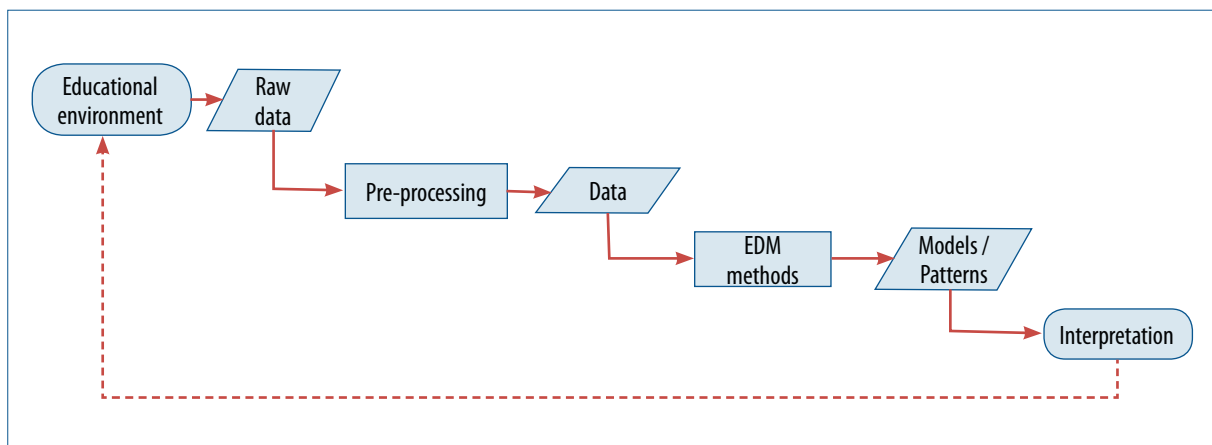 Educational
environment
Raw
data
Pre-processing
Data
EDM
methods
Models /
Patterns
Interpretation